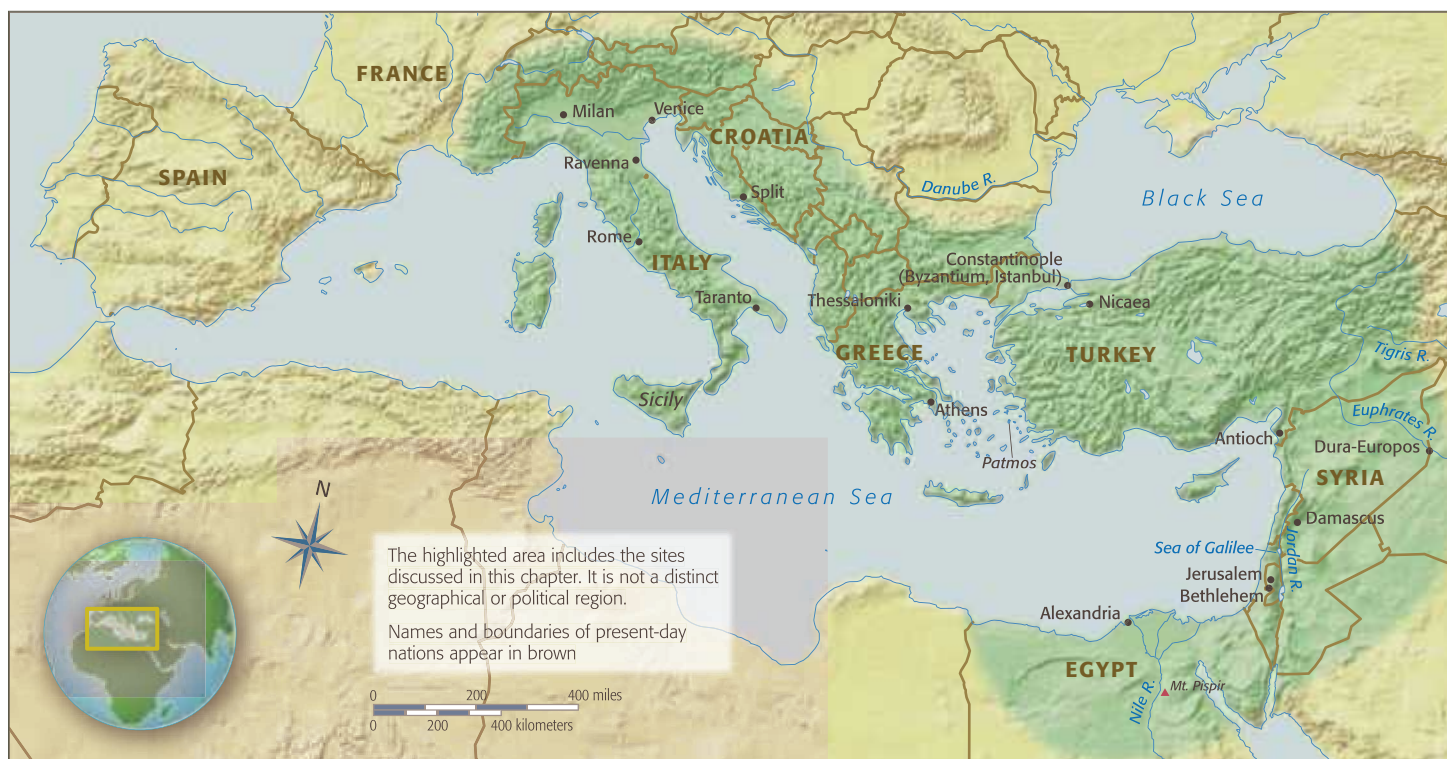 FRANCE
Milan
Venice
CROATIA
Ravenna
SPAIN
Danube R.
Split
Black Sea
Rome
ITALY
Constantinople
(Byzantium, Istanbul)
Taranto
Thessaloniki
Nicaea
GREECE
TURKEY
Tigris R.
Sicily
Athens
Euphrates R.
Antioch
Dura-Europos
Patmos
SYRIA
N
Mediterranean Sea
Damascus
Sea of Galilee
Jordan R.
The highlighted area includes the sites
discussed in this chapter. It is not a distinct
geographical or political region.
Names and boundaries of present-day
nations appear in brown
Jerusalem
Bethlehem
Alexandria
EGYPT
Mt. Pispir
Nile R.
0 200 400 miles
0 200 400 kilometers